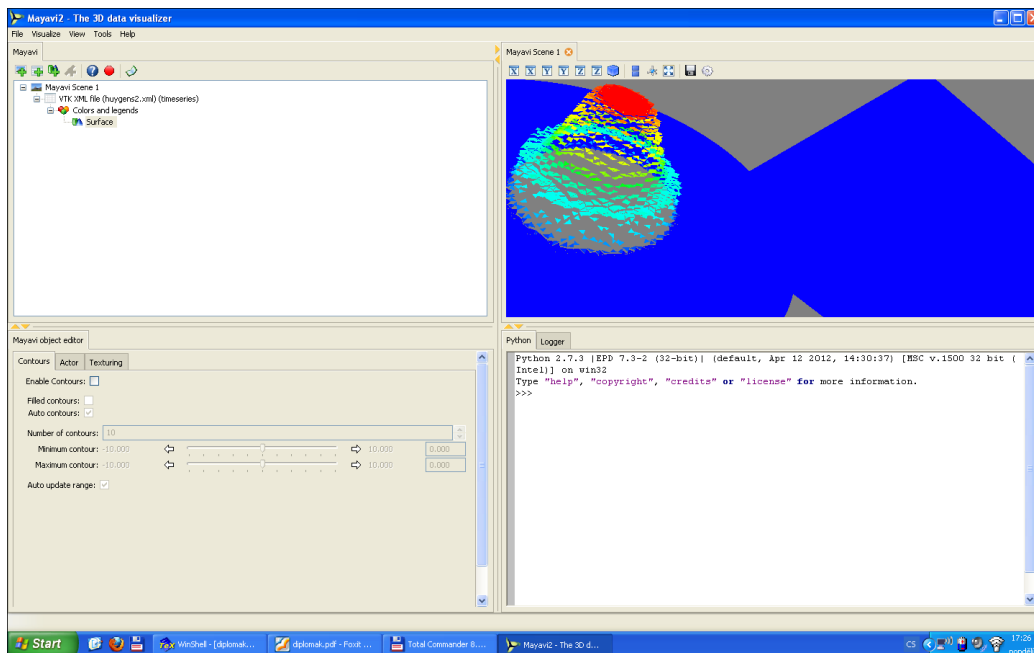 Mayavi2 - The 3D data visualizer
File Visualize View Tools Help
Mayavi
Mayavi Scene 1
VTK XML file (huygens2.xml) (timeseries)
Colors and legends
Surface
Mayavi Scene 1
X X Y Y Z Z
Mayavi object editor
Contours Actor Texturing
Enable Contours:
Filled contours:
Auto contours:
Number of contours: 10
Minimum contour: -10.000 10.000 0.000
Maximum contour: -10.000 10.000 0.000
Auto update range:
Python Logger
Python 2.7.3 |EPD 7.3-2 (32-bit)| (default, Apr 12 2012, 14:30:37) [MSC v.1500 32 bit (
Intel)] on win32
Type "help", "copyright", "credits" or "license" for more information.
>>>
Start
WinShell - [diplomak...
diplomak.pdf - Foxit ...
Total Commander 8....
Mayavi2 - The 3D d...
CS
17:26